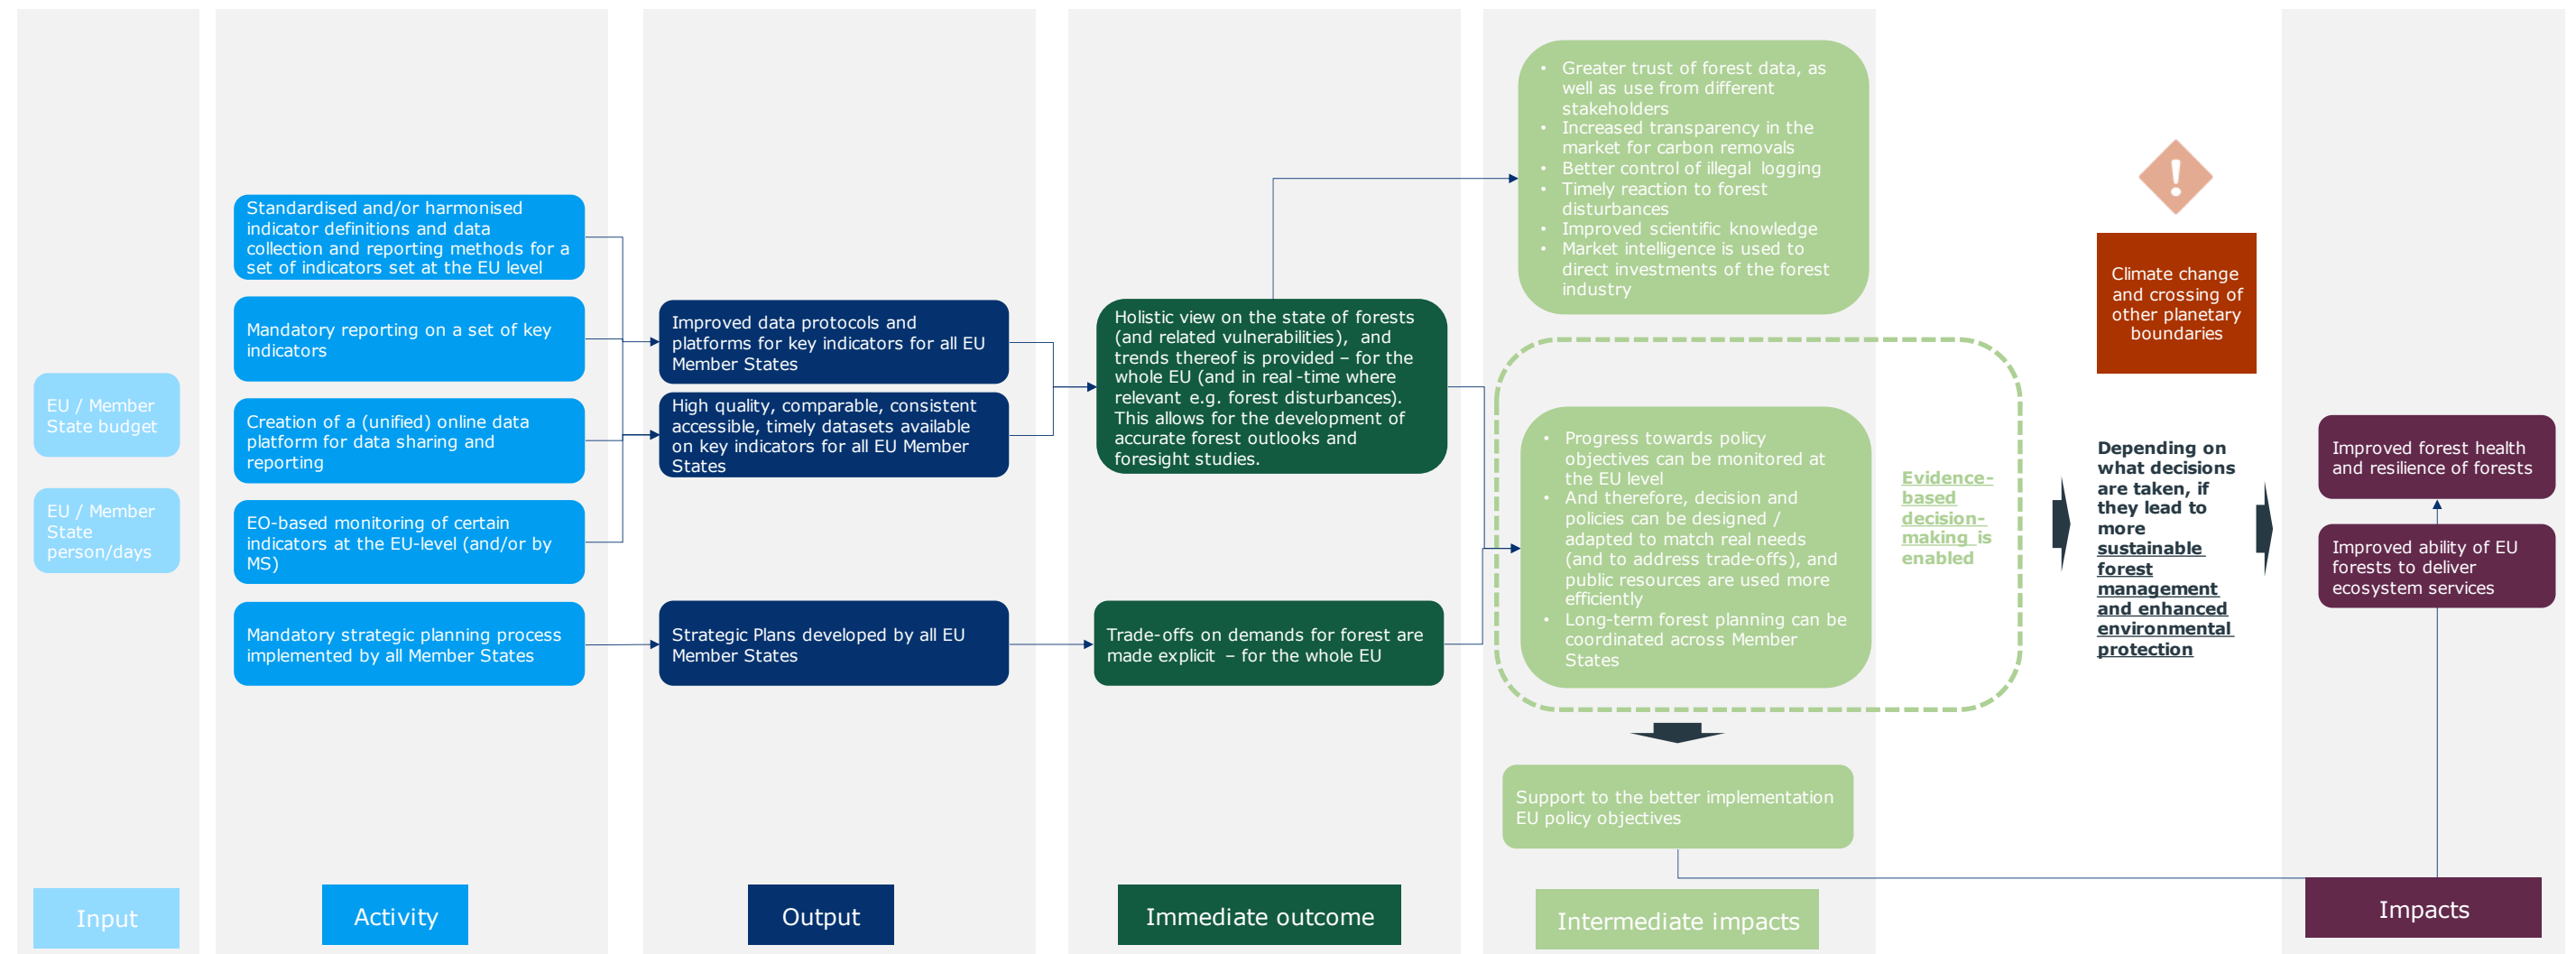 EU / Member
State budget
EU / Member
State
person/days
Input
Standardised and/or harmonised
indicator definitions and data
collection and reporting methods for a
set of indicators set at the EU level
Mandatory reporting on a set of key
indicators
Creation of a (unified) online data
platform for data sharing and
reporting
EO-based monitoring of certain
indicators at the EU-level (and/or by
MS)
Mandatory strategic planning process
implemented by all Member States
Activity
Improved data protocols and
platforms for key indicators for all EU
Member States
High quality, comparable, consistent
accessible, timely datasets available
on key indicators for all EU Member
States
Strategic Plans developed by all EU
Member States
Output
Holistic view on the state of forests
(and related vulnerabilities), and
trends thereof is provided – for the
whole EU (and in real-time where
relevant e.g. forest disturbances).
This allows for the development of
accurate forest outlooks and
foresight studies.
Trade-offs on demands for forest are
made explicit – for the whole EU
Immediate outcome
• Greater trust of forest data, as
well as use from different
stakeholders
• Increased transparency in the
market for carbon removals
• Better control of illegal logging
• Timely reaction to forest
disturbances
• Improved scientific knowledge
• Market intelligence is used to
direct investments of the forest
industry
• Progress towards policy
objectives can be monitored at
the EU level
• And therefore, decision and
policies can be designed /
adapted to match real needs
(and to address trade-offs), and
public resources are used more
efficiently
• Long-term forest planning can be
coordinated across Member
States
Evidence-
based
decision-
making is
enabled
Support to the better implementation
EU policy objectives
Intermediate impacts
!
Climate change
and crossing of
other planetary
boundaries
Depending on
what decisions
are taken, if
they lead to
more
sustainable
forest
management
and enhanced
environmental
protection
Improved forest health
and resilience of forests
Improved ability of EU
forests to deliver
ecosystem services
Impacts